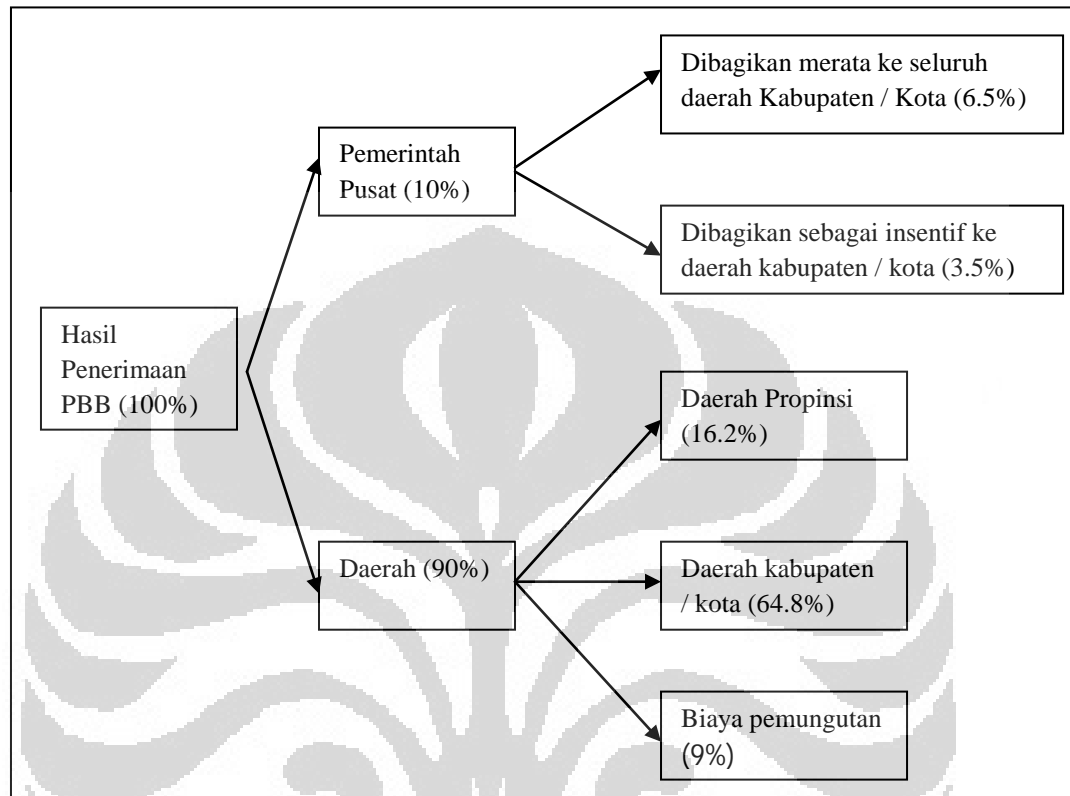 Hasil
Penerimaan
PBB (100%)
Pemerintah
Pusat (10%)
Dibagikan merata ke seluruh
daerah Kabupaten / Kota (6.5%)
Dibagikan sebagai insentif ke
daerah kabupaten / kota (3.5%)
Daerah (90%)
Daerah Propinsi
(16.2%)
Daerah kabupaten
/ kota (64.8%)
Biaya pemungutan
(9%)